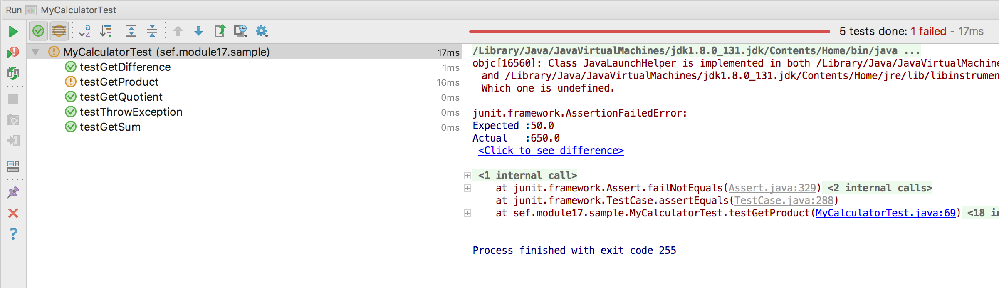 Run MyCalculatorTest
5 tests done: 1 failed - 17ms
MyCalculatorTest (sef.module17.sample) 17ms
testGetDifference 1ms
testGetProduct 16ms
testGetQuotient 0ms
testThrowException 0ms
testGetSum 0ms
/Library/Java/JavaVirtualMachines/jdk1.8.0_131.jdk/Contents/Home/bin/java ...
objc[16560]: Class JavaLaunchHelper is implemented in both /Library/Java/JavaVirtualMachine
and /Library/Java/JavaVirtualMachines/jdk1.8.0_131.jdk/Contents/Home/jre/lib/libinstrumen
Which one is undefined.
junit.framework.AssertionFailedError:
Expected :50.0
Actual   :650.0
<Click to see difference>
<1 internal call>
at junit.framework.Assert.failNotEquals(Assert.java:329) <2 internal calls>
at junit.framework.TestCase.assertEquals(TestCase.java:288)
at sef.module17.sample.MyCalculatorTest.testGetProduct(MyCalculatorTest.java:69) <18 in
Process finished with exit code 255